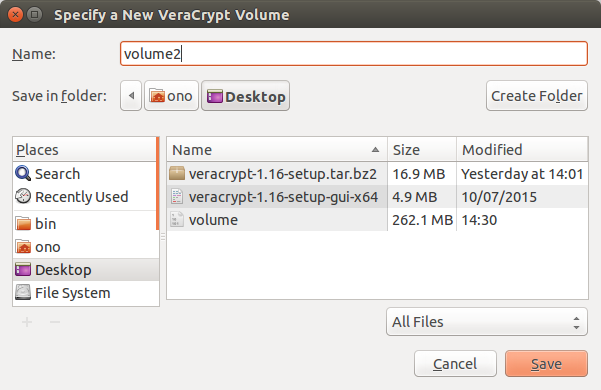 Specify a New VeraCrypt Volume
Name: volume2
Save in folder: ono Desktop Create Folder
Places Name Size Modified
Search veracrypt-1.16-setup.tar.bz2 16.9 MB Yesterday at 14:01
Recently Used veracrypt-1.16-setup-gui-x64 4.9 MB 10/07/2015
bin volume 262.1 MB 14:30
ono
Desktop
File System
All Files
Cancel Save